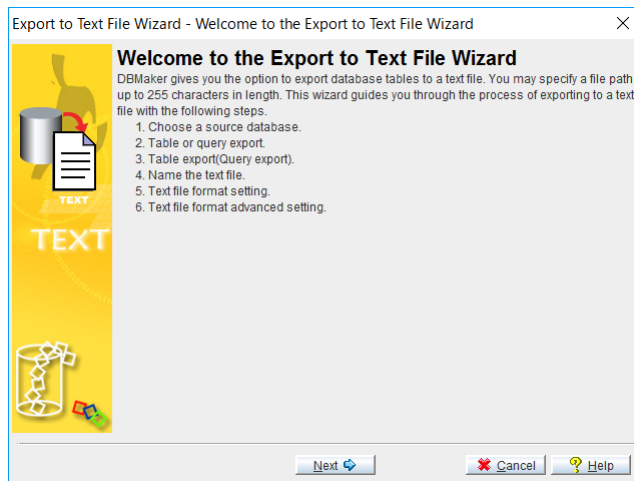 Export to Text File Wizard - Welcome to the Export to Text File Wizard
Welcome to the Export to Text File Wizard
DBMaker gives you the option to export database tables to a text file. You may specify a file path
up to 255 characters in length. This wizard guides you through the process of exporting to a text
file with the following steps.
1. Choose a source database.
2. Table or query export.
3. Table export(Query export).
4. Name the text file.
5. Text file format setting.
6. Text file format advanced setting.
TEXT
TEXT
Next
Cancel
Help